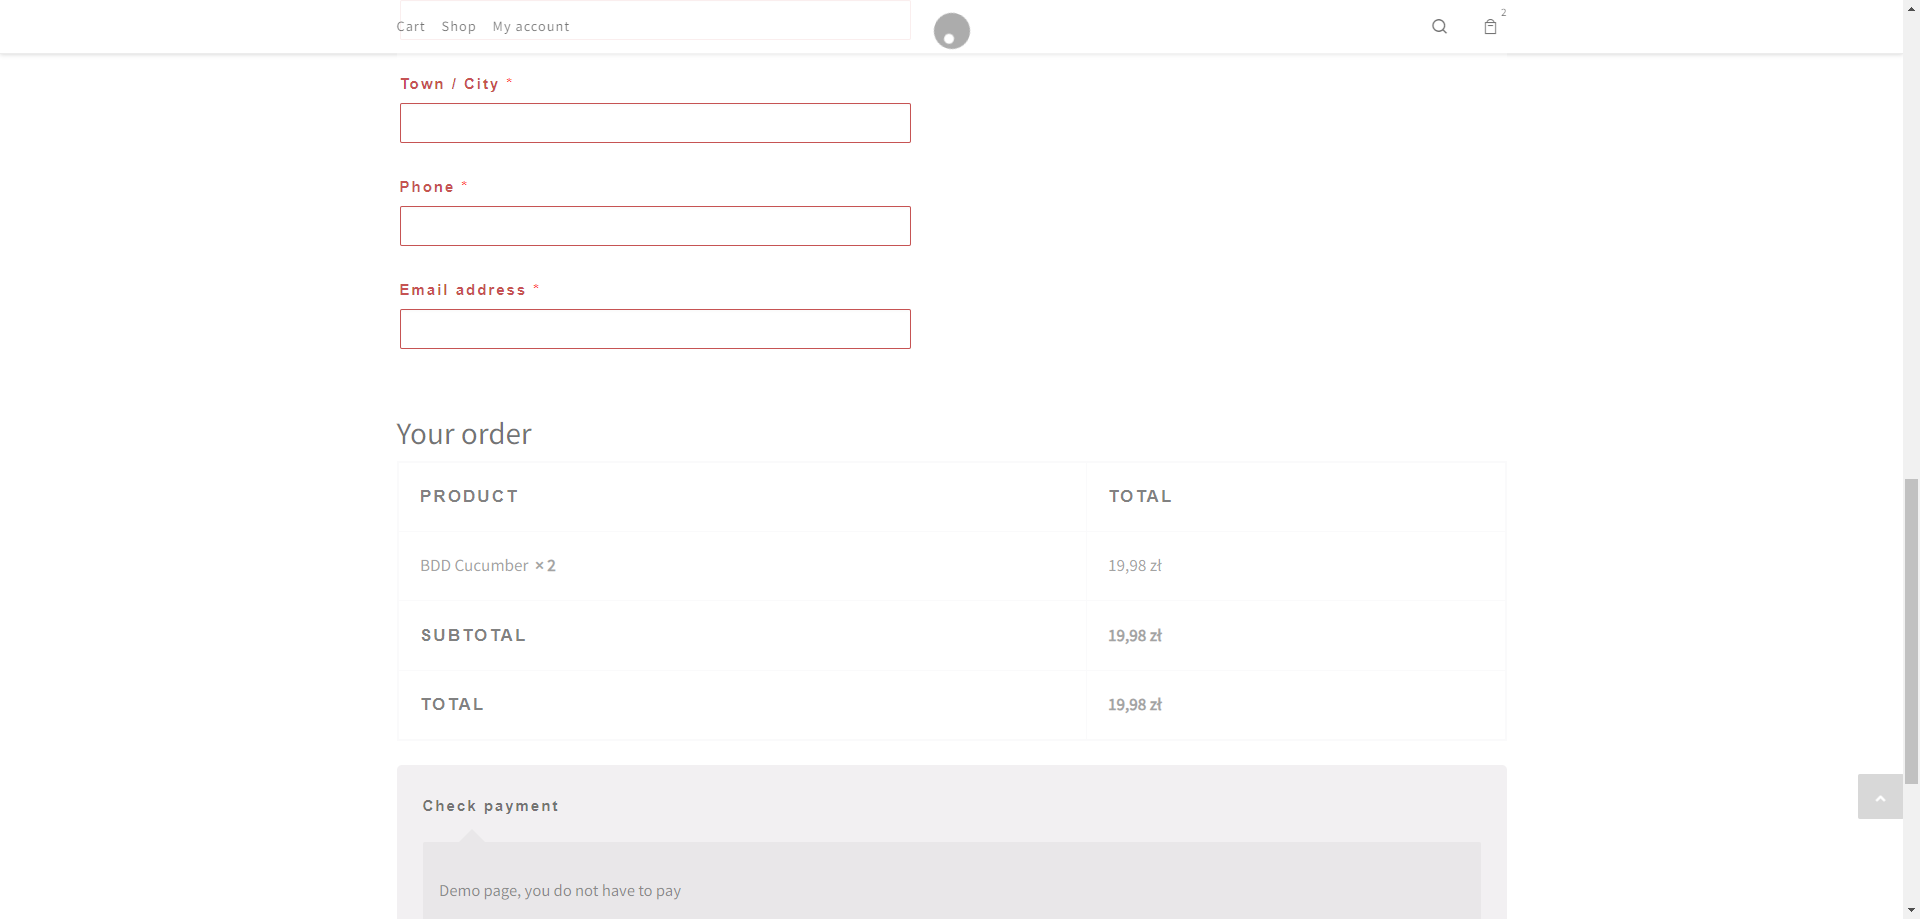 Cart Shop My account
2
Town / City *
Phone *
Email address *
Your order
PRODUCT TOTAL
BDD Cucumber × 2 19,98 zł
SUBTOTAL 19,98 zł
TOTAL 19,98 zł
Check payment
Demo page, you do not have to pay